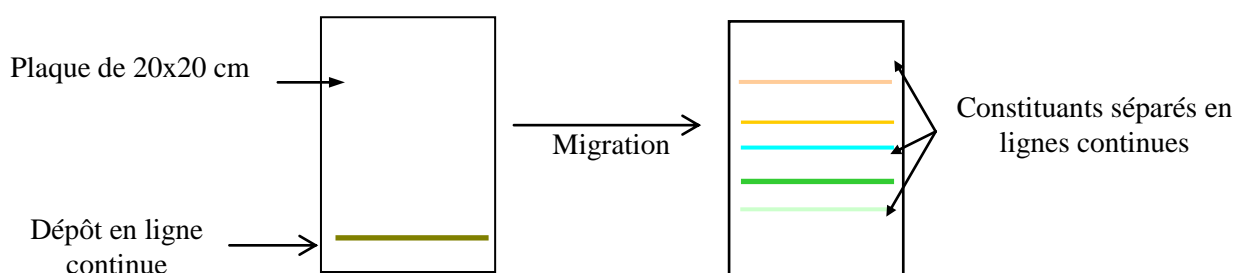 Plaque de 20x20 cm
Dépôt en ligne
continue
Migration
Constituants séparés en
lignes continues